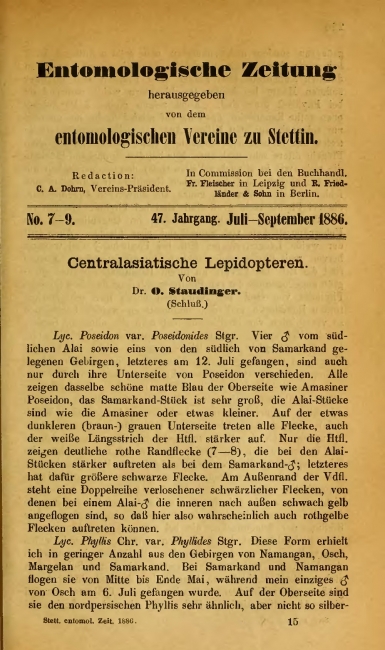 Entomologische Zeitung
herausgegeben
von dem
entomologischen Vereine zu Stettin.
Redaction:
C. A. Dohrn, Vereins-Präsident.
In Commission bei den Buchhandl.
Fr. Fleischer in Leipzig und R. Fried-
länder & Sohn in Berlin.
No. 7–9. 47. Jahrgang. Juli—September 1886.
Centralasiatische Lepidopteren.
Von
Dr. O. Staudinger.
(Schluß.)
Lyc. Poseidon var. Poseidonides Stgr. Vier ♂ vom süd-
lichen Alai sowie eins von den südlich von Samarkand ge-
legenen Gebirgen, letzteres am 12. Juli gefangen, sind auch
nur durch ihre Unterseite von Poseidon verschieden. Alle
zeigen dasselbe schöne matte Blau der Oberseite wie Amasiner
Poseidon, das Samarkand-Stück ist sehr groß, die Alai-Stücke
sind wie die Amasiner oder etwas kleiner. Auf der etwas
dunkleren (braun-) grauen Unterseite treten alle Flecke, auch
der weiße Längsstrich der Htfl. stärker auf. Nur die Htfl.
zeigen deutliche rothe Randflecke (7—8), die bei den Alai-
Stücken stärker auftreten als bei dem Samarkand-♂; letzteres
hat dafür größere schwarze Flecke. Am Außenrand der Vdfl.
steht eine Doppelreihe verloschener schwärzlicher Flecken, von
denen bei einem Alai-♂ die inneren nach außen schwach gelb
angeflogen sind, so daß hier also wahrscheinlich auch rothgelbe
Flecken auftreten können.
Lyc. Phyllis Chr. var. Phyllides Stgr. Diese Form erhielt
ich in geringer Anzahl aus den Gebirgen von Namangan, Osch,
Margelan und Samarkand. Bei Samarkand und Namangan
flogen sie von Mitte bis Ende Mai, während mein einziges ♂
von Osch am 6. Juli gefangen wurde. Auf der Oberseite sind
sie den nordpersischen Phyllis sehr ähnlich, aber nicht so silber-
Stett. entomol. Zeit. 1886. 15